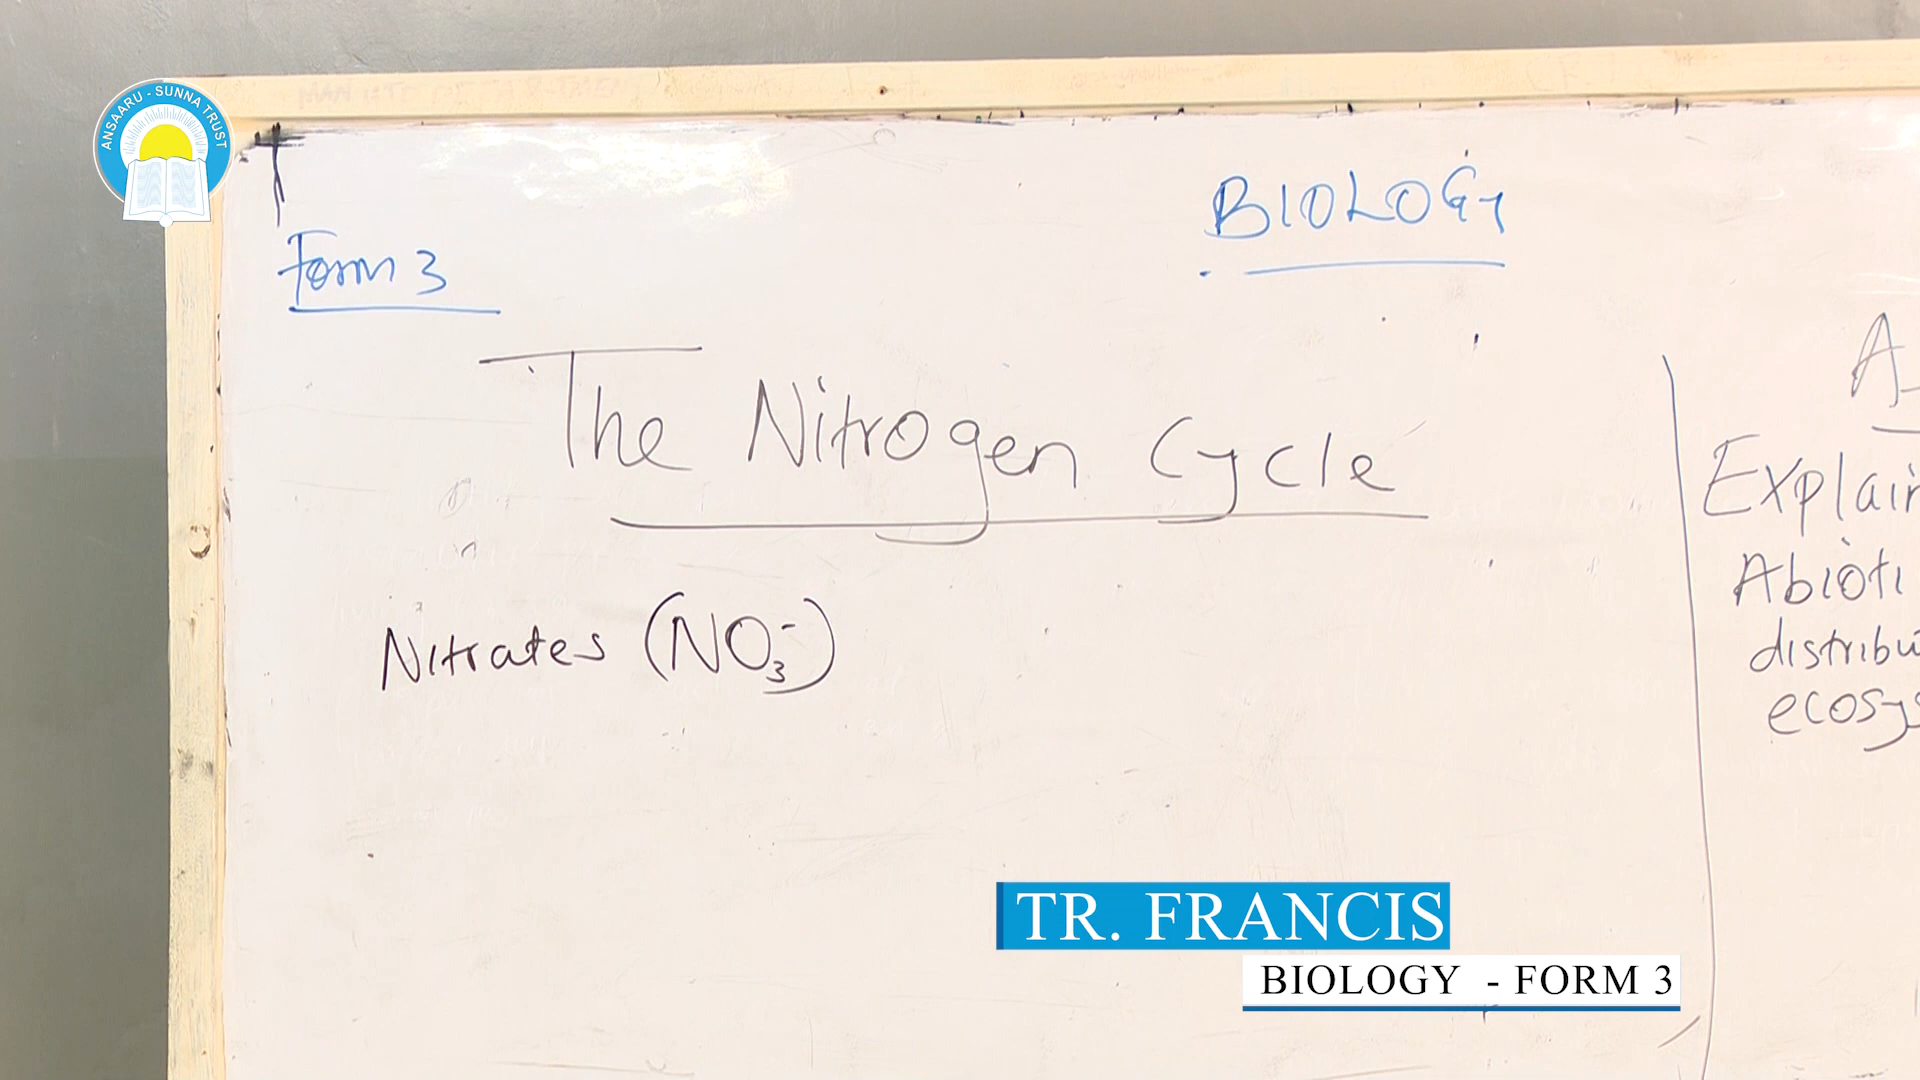 ANSAARU - SUNNA TRUST
BIOLOGY
Form 3
The Nitrogen Cycle
Nitrates (NO₃⁻)
A
Explain
Abioti
distribu
ecosys
TR. FRANCIS
BIOLOGY - FORM 3